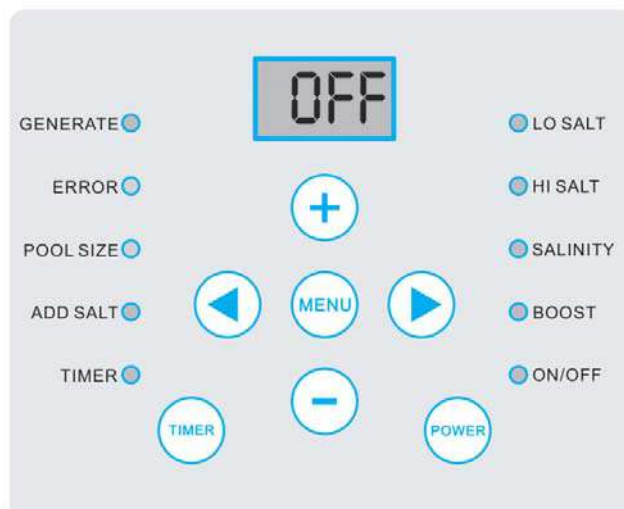 OFF
GENERATE
LO SALT
ERROR
HI SALT
+
POOL SIZE
SALINITY
ADD SALT
MENU
BOOST
TIMER
ON/OFF
-
TIMER
POWER